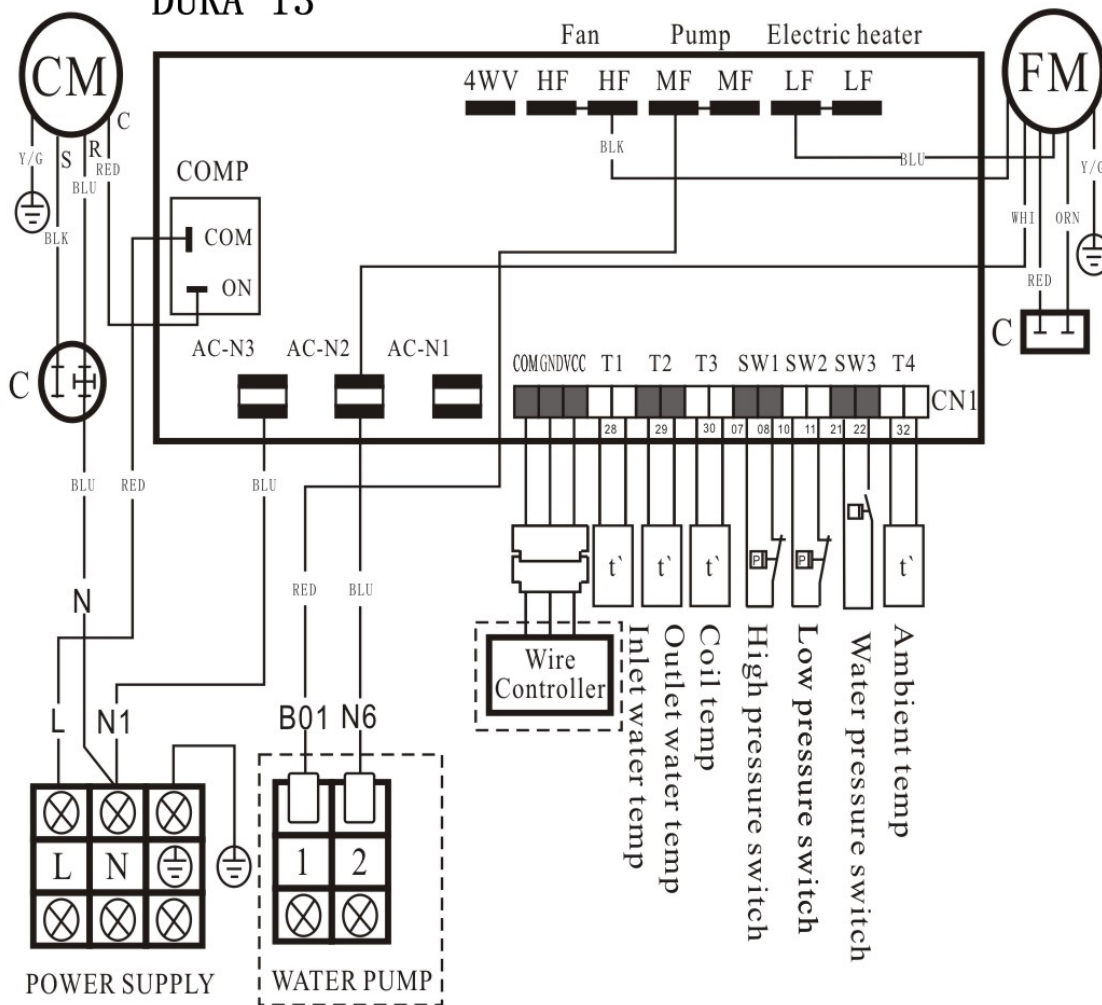 DURA 13
Fan Pump Electric heater
CM FM
4WV HF HF MF MF LF LF
C
Y/G S R RED BLK BLU Y/G
BLU
COMP
COM
BLK
WHI ORN
ON
RED
C
AC-N3 AC-N2 AC-N1
COM GND VCC T1 T2 T3 SW1 SW2 SW3 T4
C
CN1
28 29 30 07 08 10 11 21 22 32
BLU RED BLU
P P
t` t` t` t`
RED BLU
N
Wire
Controller
Inlet water temp
Outlet water temp
Coil temp
High pressure switch
Low pressure switch
Water pressure switch
Ambient temp
L N1 B01 N6
L N 1 2
POWER SUPPLY WATER PUMP